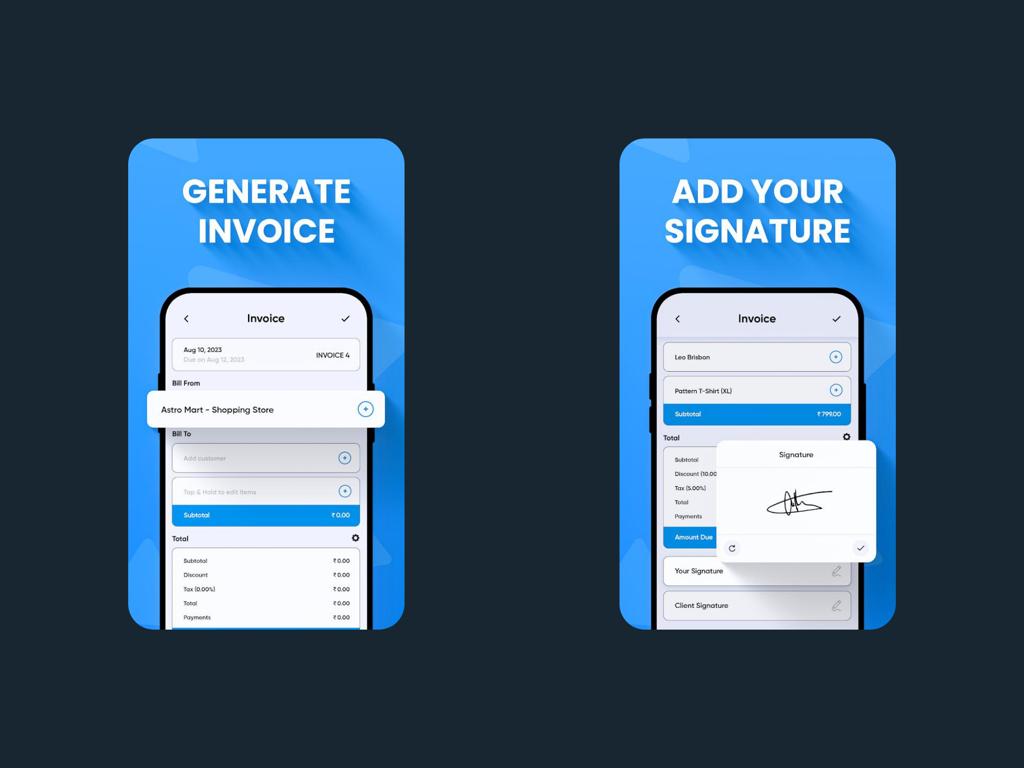 GENERATE
INVOICE
Invoice
Aug 10, 2023
Due on Aug 12, 2023
INVOICE 4
Bill From
Astro Mart - Shopping Store
Bill To
Add customer
Tap & Hold to edit items
Subtotal ₹0.00
Total
Subtotal ₹0.00
Discount ₹0.00
Tax (0.00%) ₹0.00
Total ₹0.00
Payments ₹0.00
ADD YOUR
SIGNATURE
Invoice
Leo Brisbon
Pattern T-Shirt (XL)
Subtotal ₹799.00
Total
Subtotal
Discount (10.00
Tax (5.00%)
Total
Payments
Amount Due
Signature
Your Signature
Client Signature